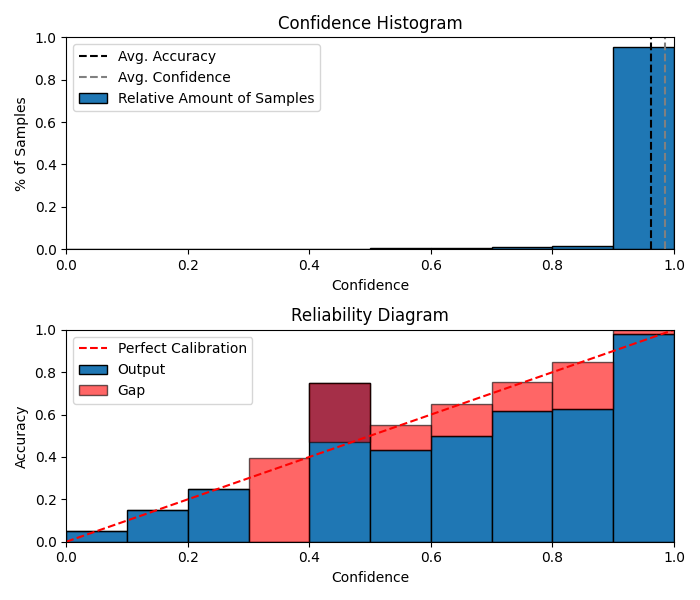 Confidence Histogram
1.0
0.8
0.6
0.4
0.2
0.0
% of Samples
Avg. Accuracy
Avg. Confidence
Relative Amount of Samples
0.0 0.2 0.4 0.6 0.8 1.0
Confidence
Reliability Diagram
1.0
0.8
0.6
0.4
0.2
0.0
Accuracy
Perfect Calibration
Output
Gap
0.0 0.2 0.4 0.6 0.8 1.0
Confidence